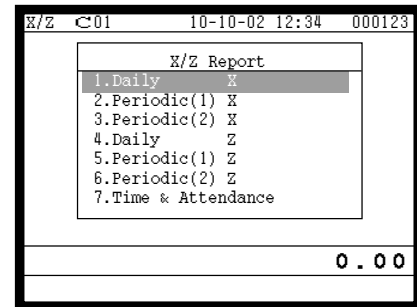 X/Z C01 10-10-02 12:34 000123
X/Z Report
1.Daily X
2.Periodic(1) X
3.Periodic(2) X
4.Daily Z
5.Periodic(1) Z
6.Periodic(2) Z
7.Time & Attendance
0.00